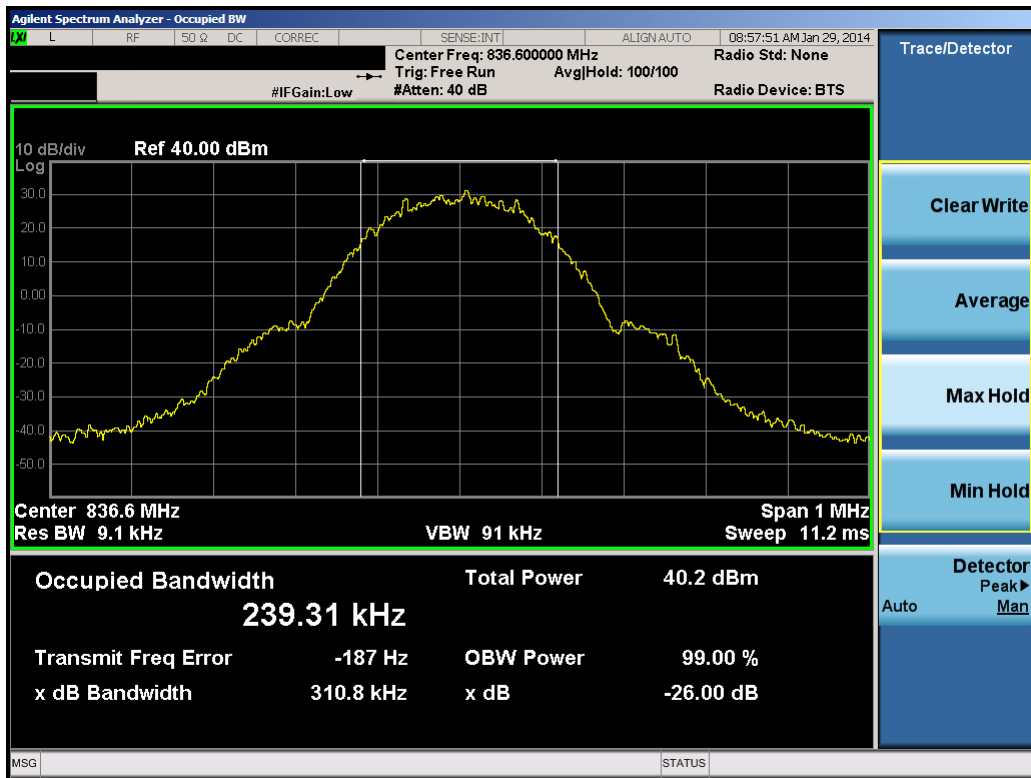 Agilent Spectrum Analyzer - Occupied BW
LXI L RF 50 Ω DC CORREC SENSE:INT ALIGN AUTO 08:57:51 AM Jan 29, 2014
Center Freq: 836.600000 MHz Radio Std: None
Trig: Free Run Avg|Hold: 100/100
#IFGain:Low #Atten: 40 dB Radio Device: BTS
10 dB/div Ref 40.00 dBm
Log
30.0
20.0
10.0
0.00
-10.0
-20.0
-30.0
-40.0
-50.0
Center 836.6 MHz Span 1 MHz
Res BW 9.1 kHz VBW 91 kHz Sweep 11.2 ms
Occupied Bandwidth Total Power 40.2 dBm
239.31 kHz
Transmit Freq Error -187 Hz OBW Power 99.00 %
x dB Bandwidth 310.8 kHz x dB -26.00 dB
MSG STATUS
Trace/Detector
Clear Write
Average
Max Hold
Min Hold
Detector
Peak▶
Auto Man